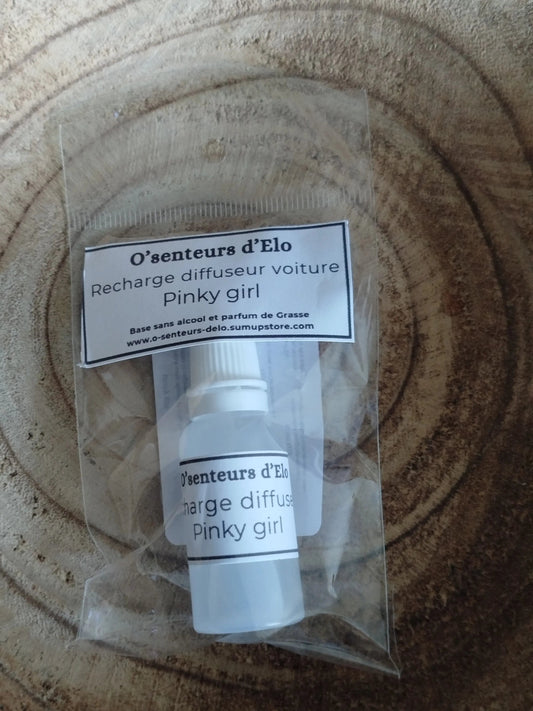 O'senteurs d'Elo
Recharge diffuseur voiture
Pinky girl
Base sans alcool et parfum de Grasse
www.o-senteurs-delo.sumupstore.com
O'senteurs d'Elo
harge diffuse
Pinky girl